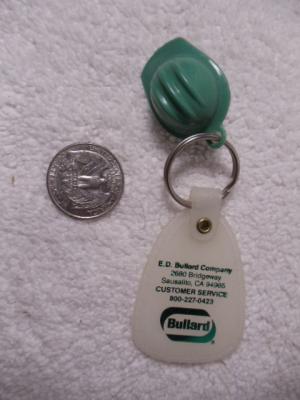 E.D. Bullard Company
2680 Bridgeway
Sausalito, CA 94965
CUSTOMER SERVICE
800-227-0423
Bullard®